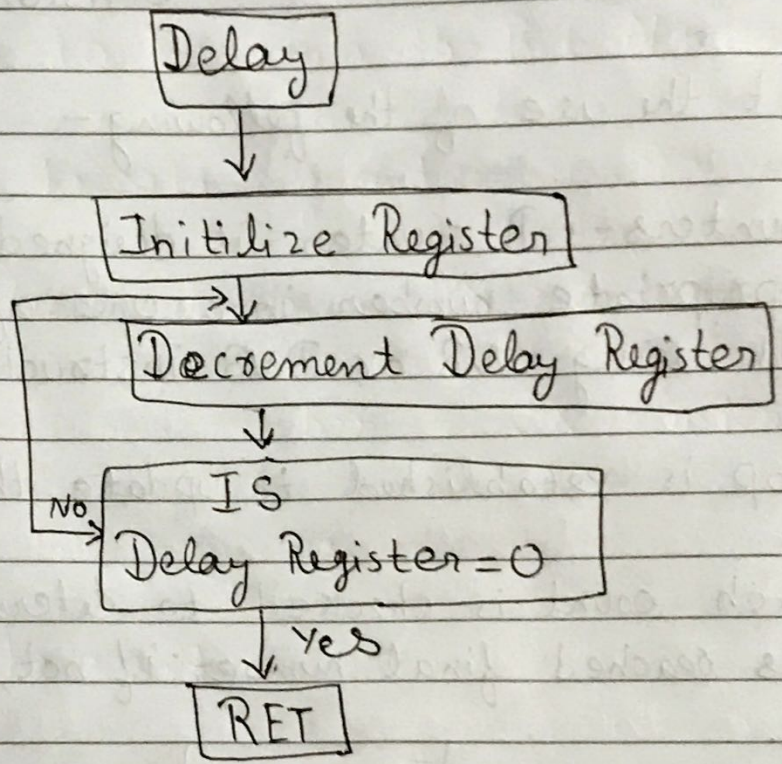 Delay
Initilize Register
Decrement Delay Register
IS
NO
Delay Register = 0
Yes
RET